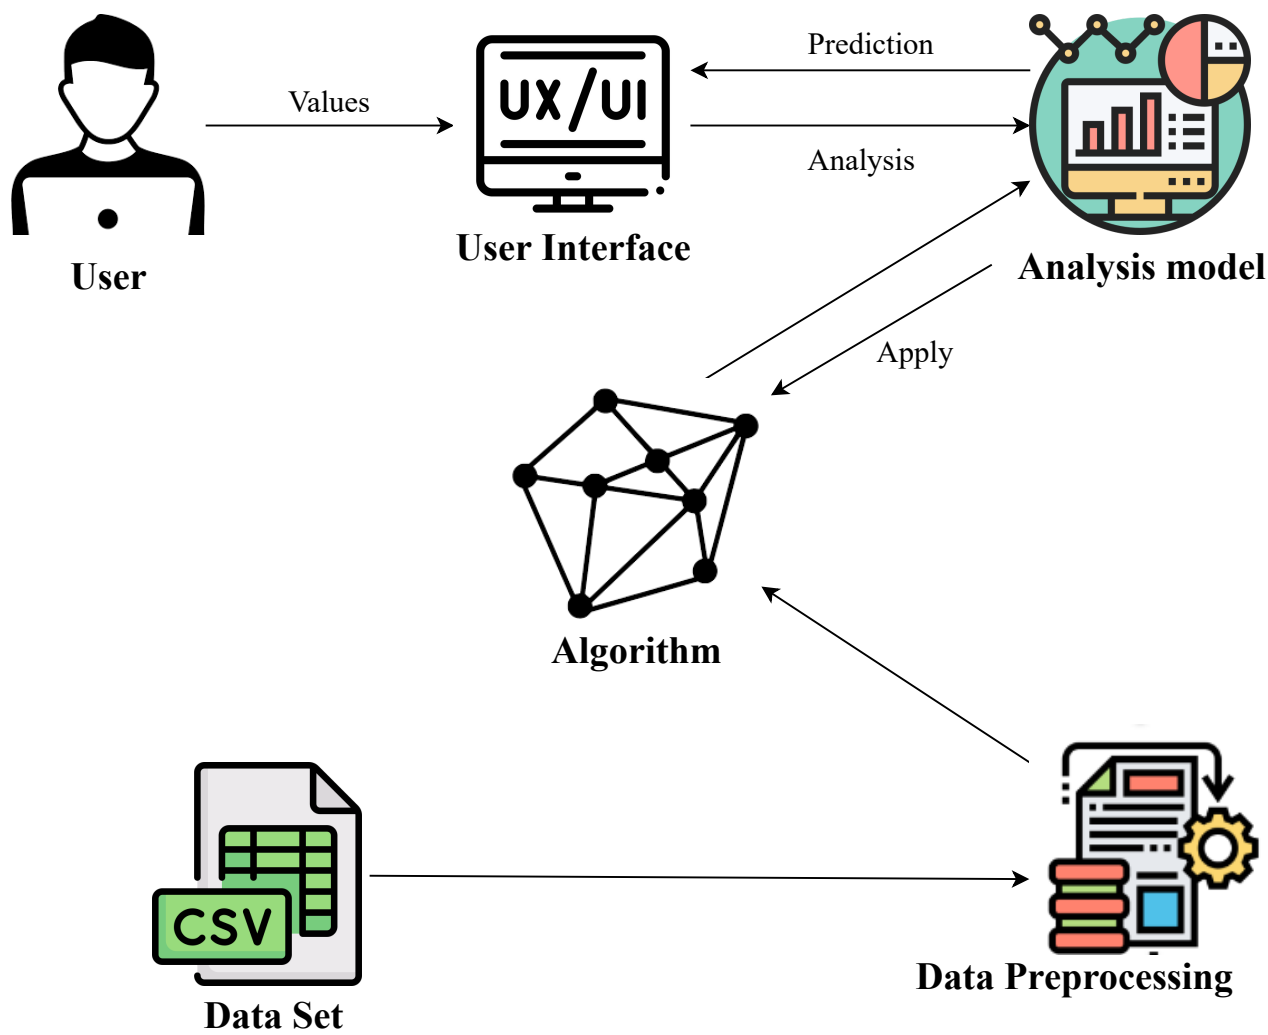 Prediction
Values
UX/UI
Analysis
User Interface
User
Analysis model
Apply
Algorithm
CSV
Data Preprocessing
Data Set